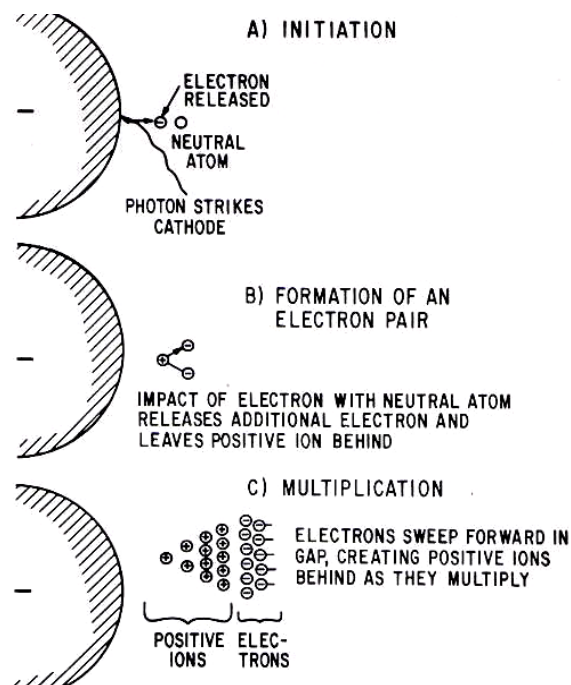 A) INITIATION
ELECTRON
RELEASED
NEUTRAL
ATOM
PHOTON STRIKES
CATHODE
B) FORMATION OF AN
ELECTRON PAIR
IMPACT OF ELECTRON WITH NEUTRAL ATOM
RELEASES ADDITIONAL ELECTRON AND
LEAVES POSITIVE ION BEHIND
C) MULTIPLICATION
ELECTRONS SWEEP FORWARD IN
GAP, CREATING POSITIVE IONS
BEHIND AS THEY MULTIPLY
POSITIVE
IONS
ELEC-
TRONS